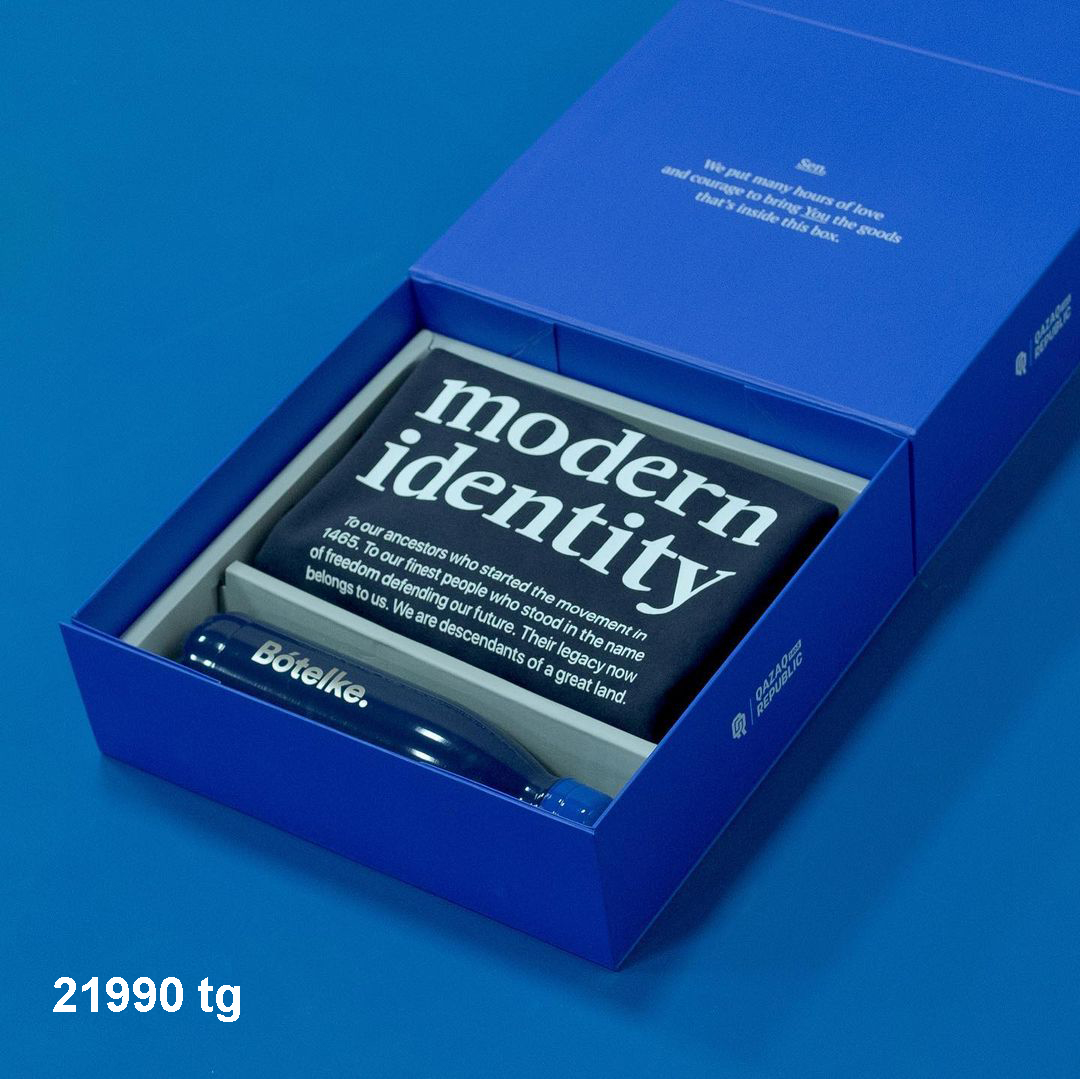 Sen.
We put many hours of love
and courage to bring You the goods
that's inside this box.
QAZAQ
REPUBLIC
modern
identity
To our ancestors who started the movement in
1465. To our finest people who stood in the name
of freedom defending our future. Their legacy now
belongs to us. We are descendants of a great land.
Bótelke.
QAZAQ
REPUBLIC
21990 tg